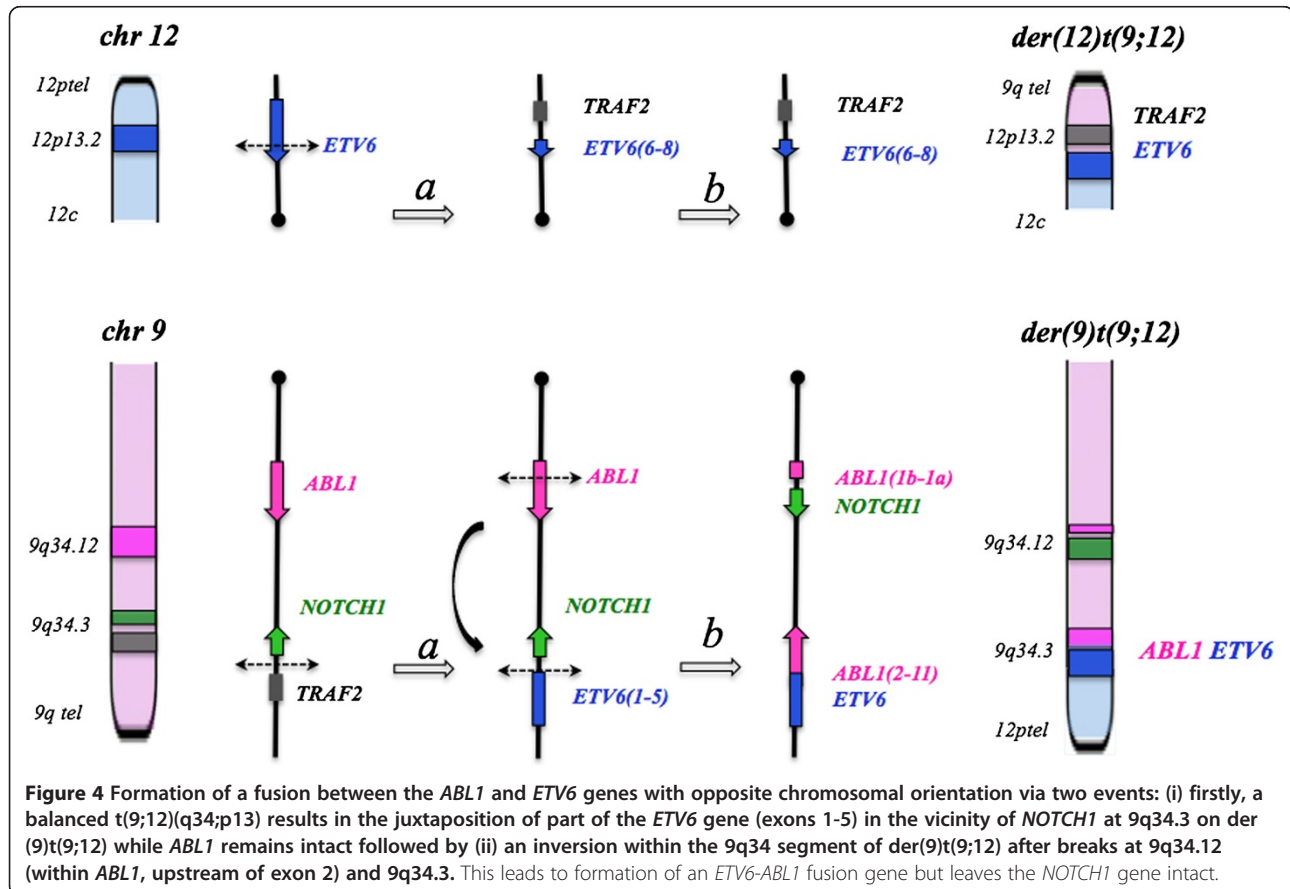 chr 12
der(12)t(9;12)
12ptel
12p13.2
12c
ETV6
a
TRAF2
ETV6(6-8)
b
TRAF2
ETV6(6-8)
9q tel
12p13.2
12c
TRAF2
ETV6
chr 9
der(9)t(9;12)
9q34.12
9q34.3
9q tel
ABL1
NOTCH1
TRAF2
a
ABL1
NOTCH1
ETV6(1-5)
b
ABL1(1b-1a)
NOTCH1
ABL1(2-11)
ETV6
9q34.12
9q34.3
12ptel
ABL1 ETV6
Figure 4 Formation of a fusion between the ABL1 and ETV6 genes with opposite chromosomal orientation via two events: (i) firstly, a
balanced t(9;12)(q34;p13) results in the juxtaposition of part of the ETV6 gene (exons 1-5) in the vicinity of NOTCH1 at 9q34.3 on der
(9)t(9;12) while ABL1 remains intact followed by (ii) an inversion within the 9q34 segment of der(9)t(9;12) after breaks at 9q34.12
(within ABL1, upstream of exon 2) and 9q34.3. This leads to formation of an ETV6-ABL1 fusion gene but leaves the NOTCH1 gene intact.